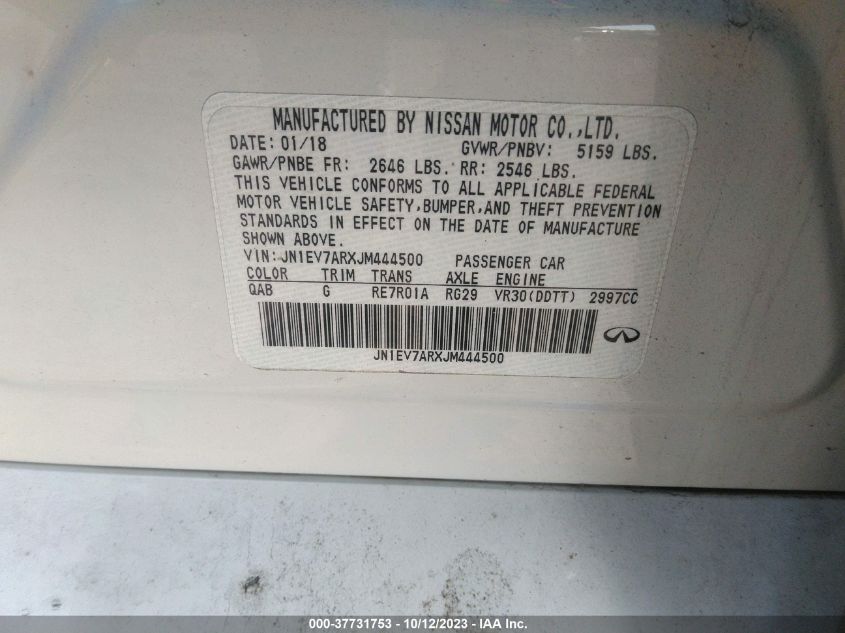 MANUFACTURED BY NISSAN MOTOR CO.,LTD.
DATE: 01/18 GVWR/PNBV: 5159 LBS.
GAWR/PNBE FR: 2646 LBS. RR: 2546 LBS.
THIS VEHICLE CONFORMS TO ALL APPLICABLE FEDERAL
MOTOR VEHICLE SAFETY,BUMPER,AND THEFT PREVENTION
STANDARDS IN EFFECT ON THE DATE OF MANUFACTURE
SHOWN ABOVE.
VIN:JN1EV7ARXJM444500 PASSENGER CAR
COLOR TRIM TRANS AXLE ENGINE
QAB G RE7R01A RG29 VR30(DDTT) 2997CC
JN1EV7ARXJM444500
000-37731753 - 10/12/2023 - IAA Inc.